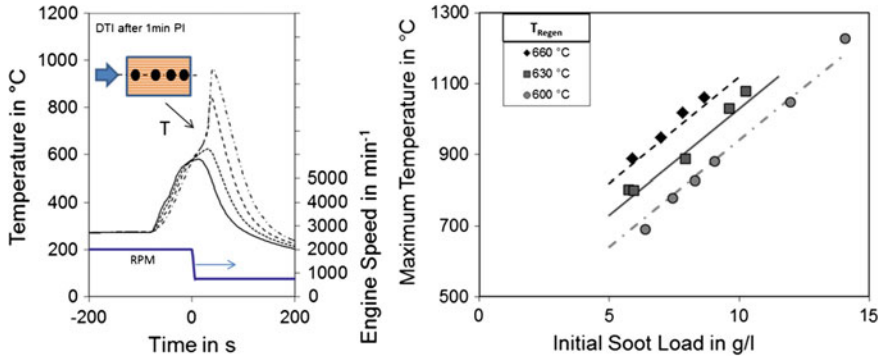 DTI after 1min PI
Temperature in °C
1200
1000
800
600
400
200
0
T
RPM
5000
4000
3000
2000
1000
0
Engine Speed in min-1
-200
0
200
Time in s
Maximum Temperature in °C
1300
1100
900
700
500
TRegen
660 °C
630 °C
600 °C
0
5
10
15
Initial Soot Load in g/l